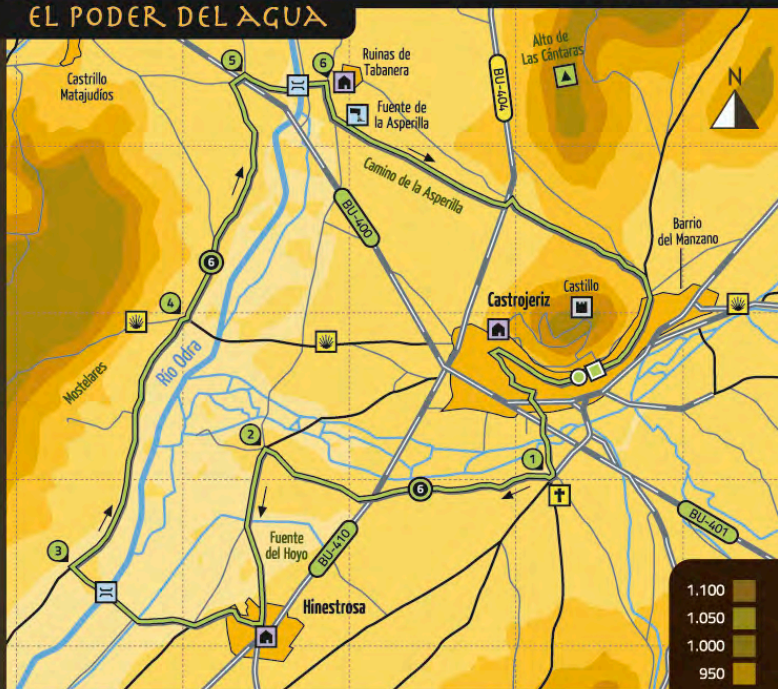 EL PODER DEL AGUA
5
6
Ruinas de
Tabanera
Castrillo
Matajudíos
Fuente de
la Asperilla
BU-404
Alto de
Las Cántaras
N
Camino de la Asperilla
BU-400
Barrio
del Manzano
6
4
Castrojeriz
Castillo
Mostelares
Río Odra
2
1
6
3
Fuente
del Hoyo
BU-410
BU-401
Hinestrosa
1.100
1.050
1.000
950